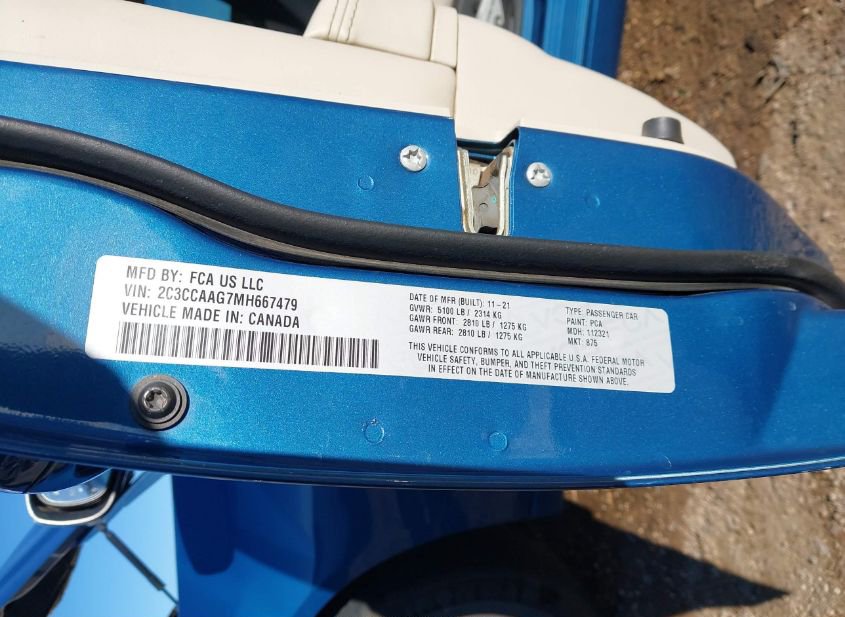 MFD BY: FCA US LLC
VIN: 2C3CCAAG7MH667479
VEHICLE MADE IN: CANADA
DATE OF MFR (BUILT): 11-21
GVWR: 5100 LB / 2314 KG
GAWR FRONT: 2810 LB / 1275 KG
GAWR REAR: 2810 LB / 1275 KG
TYPE: PASSENGER CAR
PAINT: PCA
MDH: 112321
MKT: 875
THIS VEHICLE CONFORMS TO ALL APPLICABLE U.S.A. FEDERAL MOTOR
VEHICLE SAFETY, BUMPER, AND THEFT PREVENTION STANDARDS
IN EFFECT ON THE DATE OF MANUFACTURE SHOWN ABOVE.